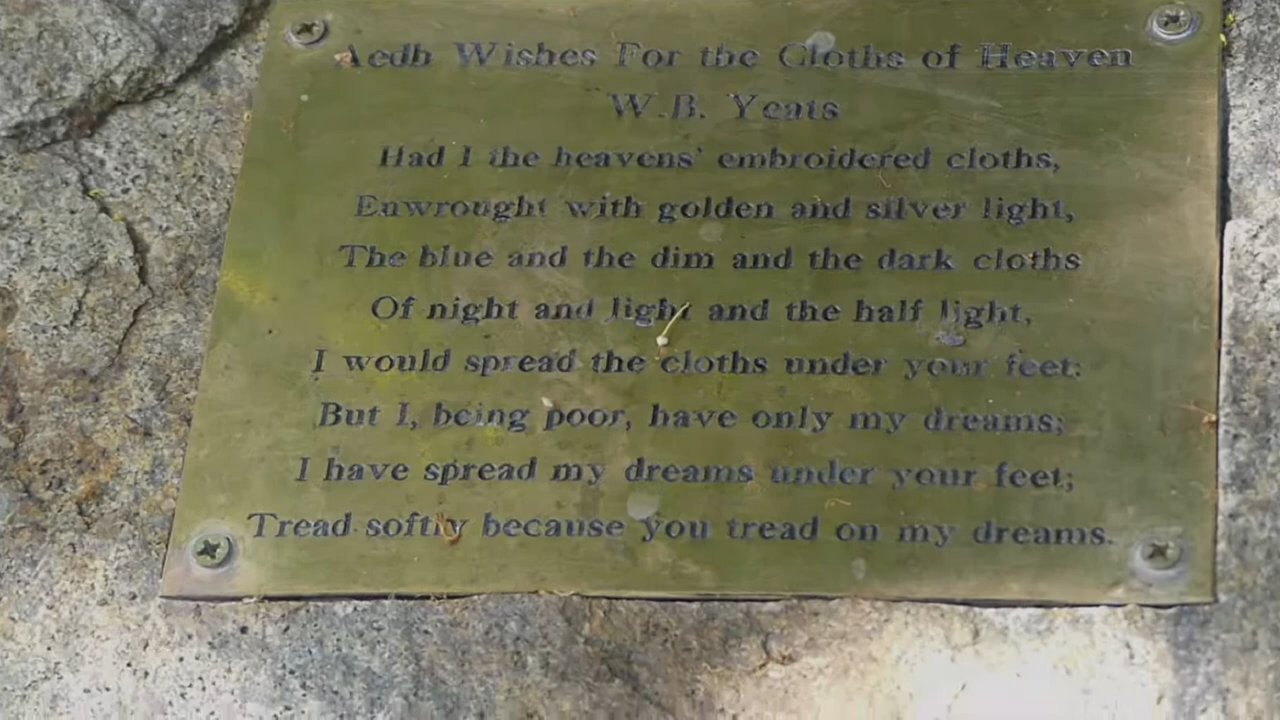 Aedh Wishes For the Cloths of Heaven
W.B. Yeats
Had I the heavens' embroidered cloths,
Enwrought with golden and silver light,
The blue and the dim and the dark cloths
Of night and light and the half light,
I would spread the cloths under your feet:
But I, being poor, have only my dreams;
I have spread my dreams under your feet;
Tread softly because you tread on my dreams.